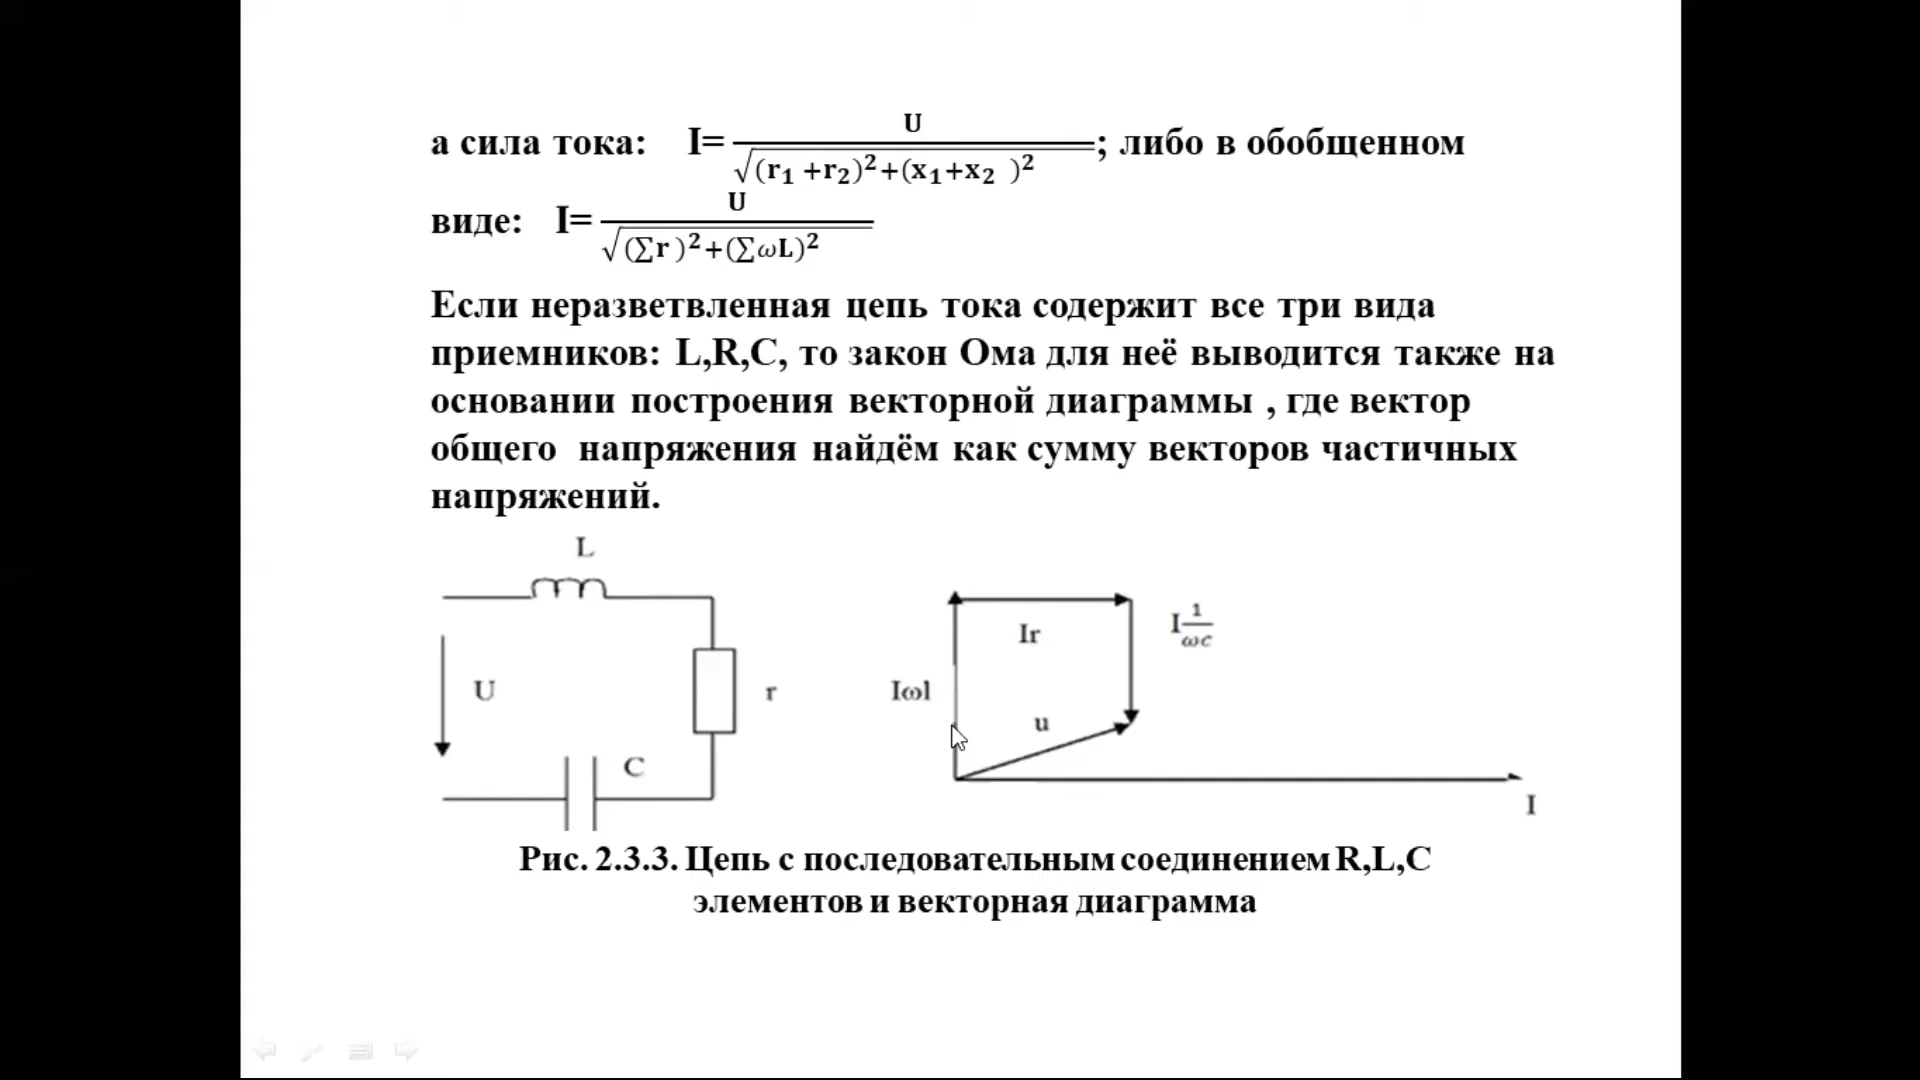 а сила тока: I= U / √(r₁ +r₂)²+(x₁+x₂ )² ; либо в обобщенном
виде: I= U / √(∑r )²+(∑ωL)²
Если неразветвленная цепь тока содержит все три вида
приемников: L,R,C, то закон Ома для неё выводится также на
основании построения векторной диаграммы , где вектор
общего напряжения найдём как сумму векторов частичных
напряжений.
L
U
r
C
Ir
I 1/ωc
Iωl
u
I
Рис. 2.3.3. Цепь с последовательным соединением R,L,C
элементов и векторная диаграмма